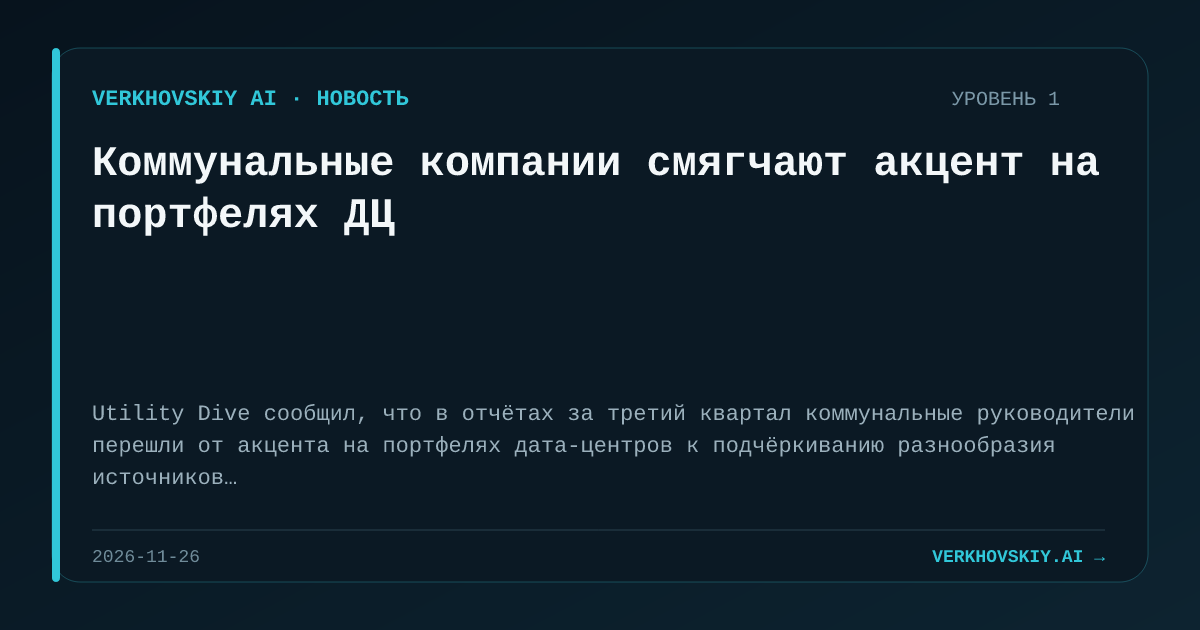 VERKHOVSKIY AI · НОВОСТЬ
УРОВЕНЬ 1
Коммунальные компании смягчают акцент на
портфелях ДЦ
Utility Dive сообщил, что в отчётах за третий квартал коммунальные руководители
перешли от акцента на портфелях дата-центров к подчёркиванию разнообразия
источников…
2026-11-26
VERKHOVSKIY.AI →